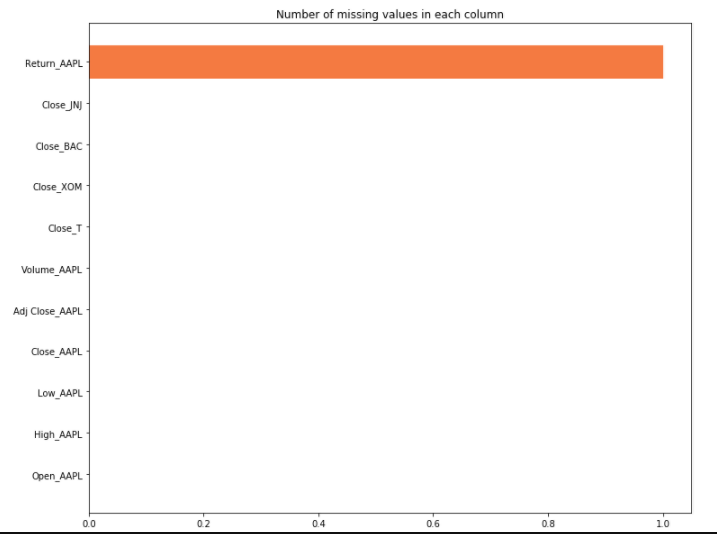 Number of missing values in each column
Return_AAPL
Close_JNJ
Close_BAC
Close_XOM
Close_T
Volume_AAPL
Adj Close_AAPL
Close_AAPL
Low_AAPL
High_AAPL
Open_AAPL
0.0 0.2 0.4 0.6 0.8 1.0